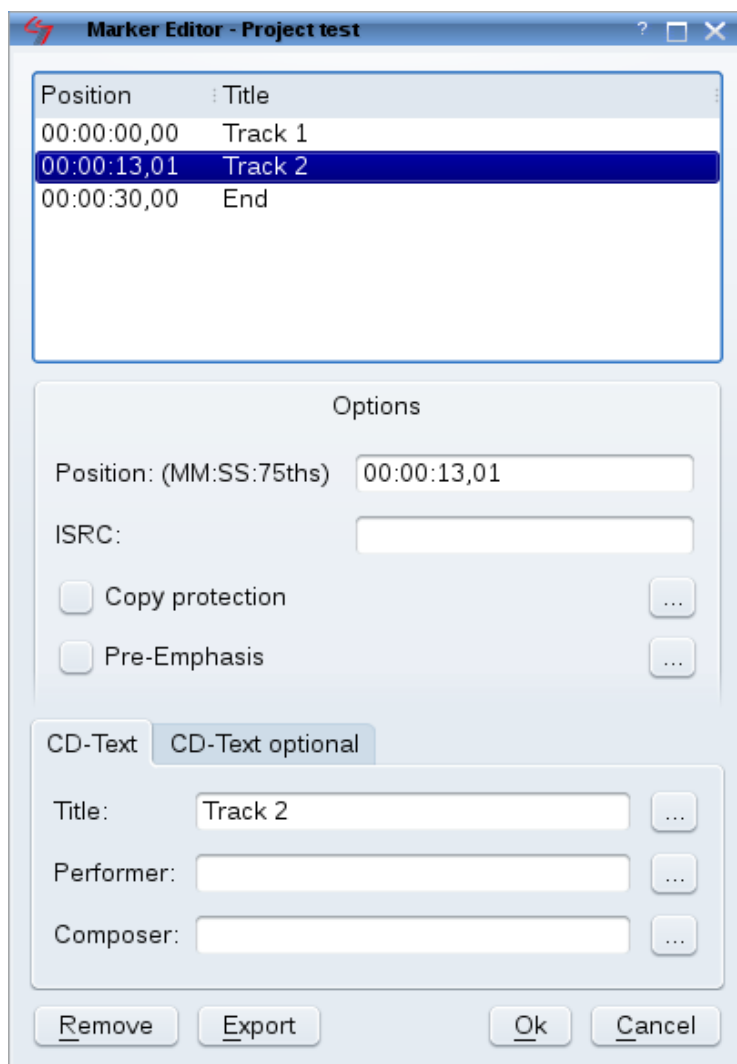 Marker Editor - Project test ?
Position Title
00:00:00,00 Track 1
00:00:13,01 Track 2
00:00:30,00 End
Options
Position: (MM:SS:75ths) 00:00:13,01
ISRC:
Copy protection ...
Pre-Emphasis ...
CD-Text CD-Text optional
Title: Track 2 ...
Performer: ...
Composer: ...
Remove Export Ok Cancel